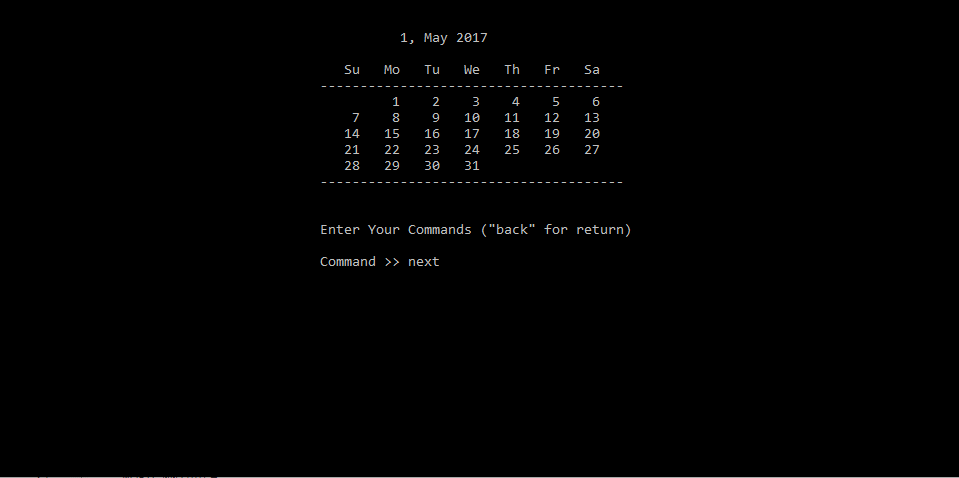 1, May 2017
Su Mo Tu We Th Fr Sa
--------------------------------------
1 2 3 4 5 6
7 8 9 10 11 12 13
14 15 16 17 18 19 20
21 22 23 24 25 26 27
28 29 30 31
--------------------------------------
Enter Your Commands ("back" for return)
Command >> next